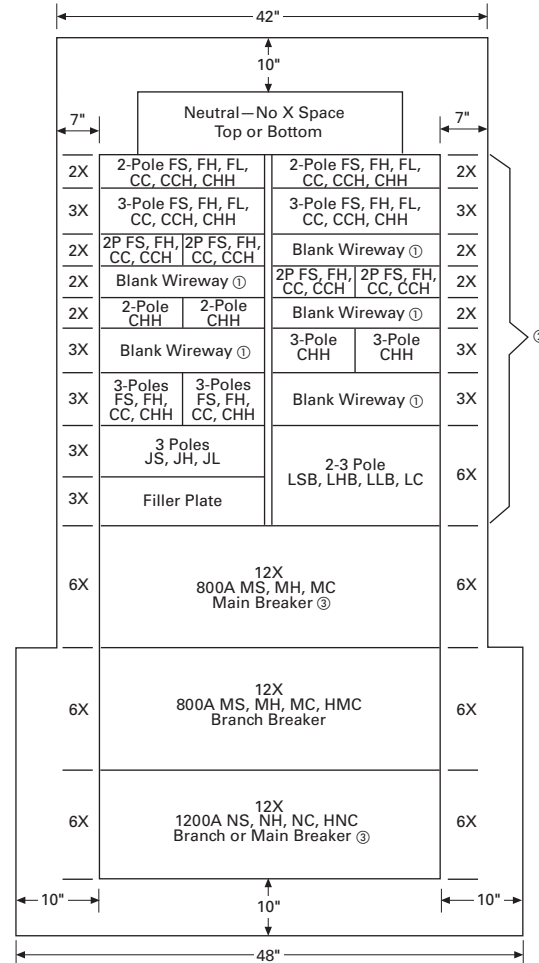 42"
10"
Neutral—No X Space
Top or Bottom
7"
7"
2X
2-Pole FS, FH, FL,
CC, CCH, CHH
2-Pole FS, FH, FL,
CC, CCH, CHH
2X
3X
3-Pole FS, FH, FL,
CC, CCH, CHH
3-Pole FS, FH, FL,
CC, CCH, CHH
3X
2X
2P FS, FH,
CC, CCH
2P FS, FH,
CC, CCH
Blank Wireway ①
2X
2X
Blank Wireway ①
2P FS, FH,
CC, CCH
2P FS, FH,
CC, CCH
2X
2X
2-Pole
CHH
2-Pole
CHH
Blank Wireway ①
2X
3X
Blank Wireway ①
3-Pole
CHH
3-Pole
CHH
3X
3X
3-Poles
FS, FH,
CC, CHH
3-Poles
FS, FH,
CC, CHH
Blank Wireway ①
3X
3X
3 Poles
JS, JH, JL
2-3 Pole
LSB, LHB, LLB, LC
6X
3X
Filler Plate
6X
12X
800A MS, MH, MC
Main Breaker ③
6X
6X
12X
800A MS, MH, MC, HMC
Branch Breaker
6X
6X
12X
1200A NS, NH, NC, HNC
Branch or Main Breaker ③
6X
10"
10"
10"
48"